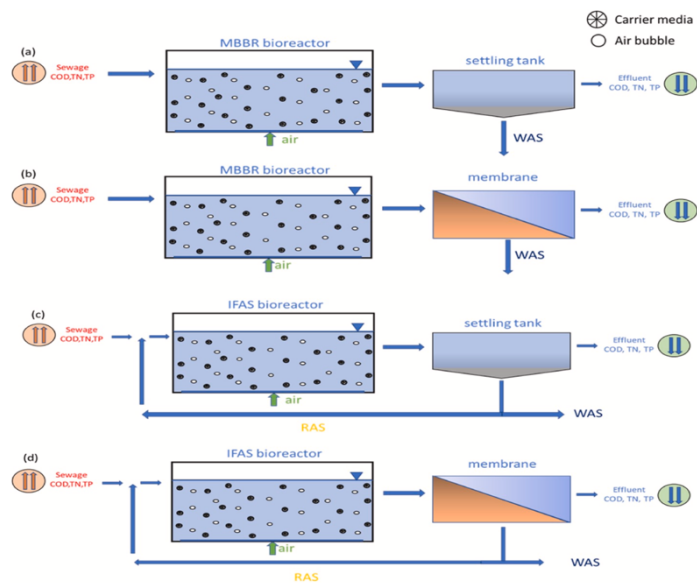 Carrier media
Air bubble
(a)
MBBR bioreactor
Sewage
COD,TN,TP
settling tank
Effluent
COD, TN, TP
air
WAS
(b)
MBBR bioreactor
Sewage
COD,TN,TP
membrane
Effluent
COD, TN, TP
air
WAS
(c)
IFAS bioreactor
Sewage
COD,TN,TP
settling tank
Effluent
COD, TN, TP
air
RAS
WAS
(d)
IFAS bioreactor
Sewage
COD,TN,TP
membrane
Effluent
COD, TN, TP
air
RAS
WAS